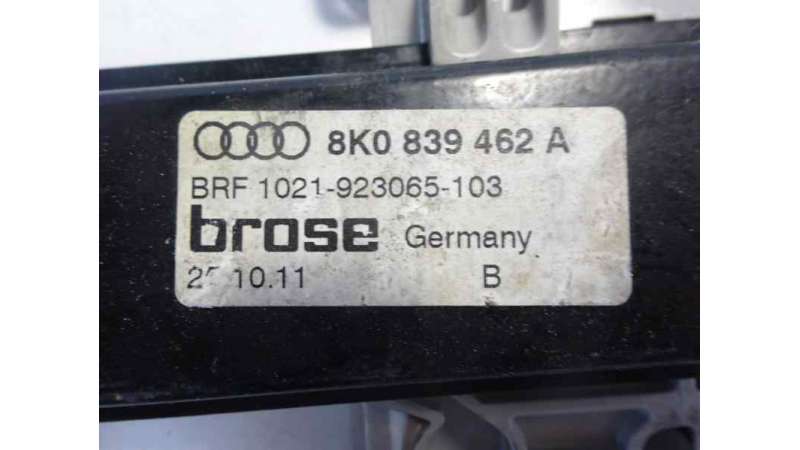 8K0 839 462 A
BRF 1021-923065-103
brose Germany
10.11 B